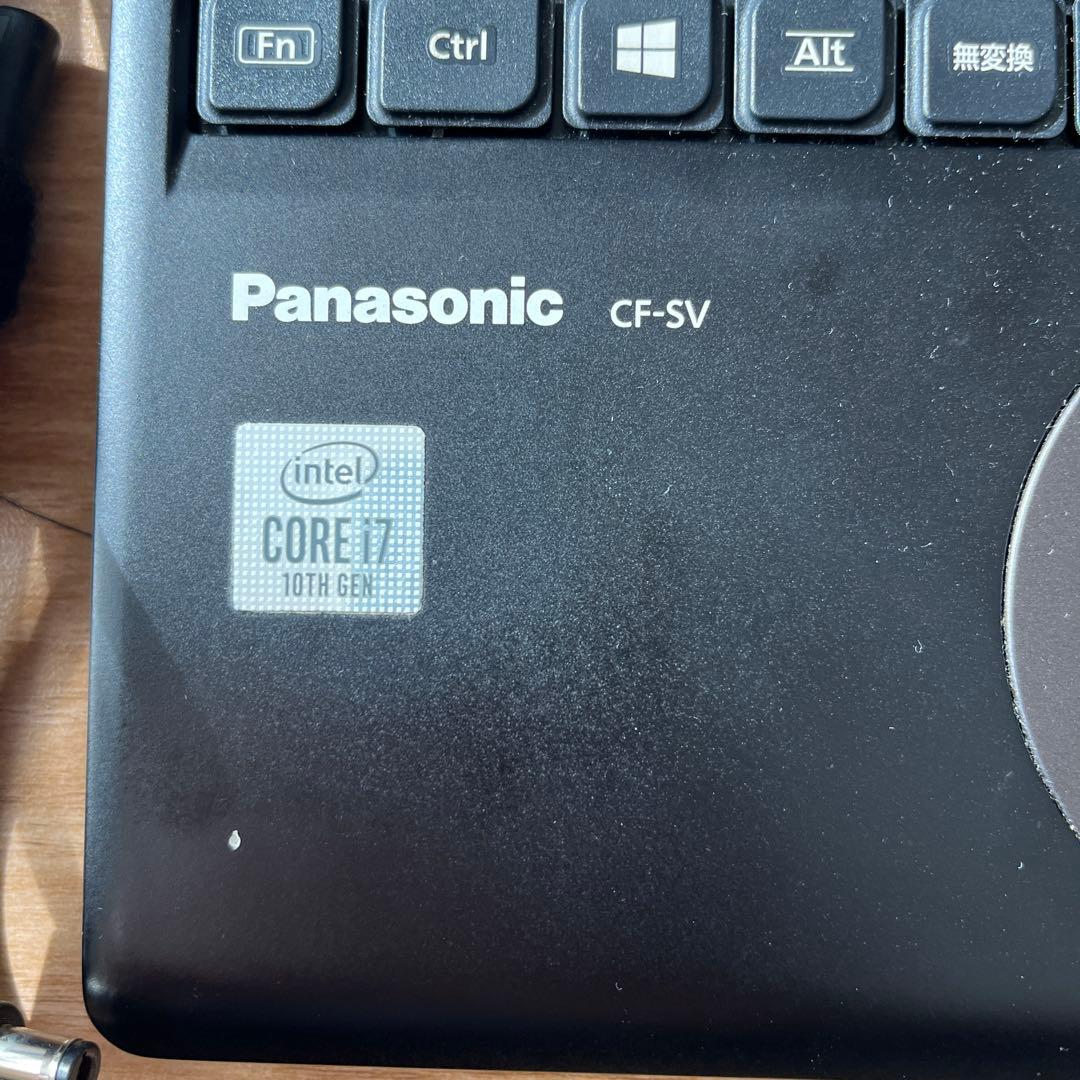 Fn Ctrl Alt 無変換
Panasonic CF-SV
intel
CORE i7
10TH GEN